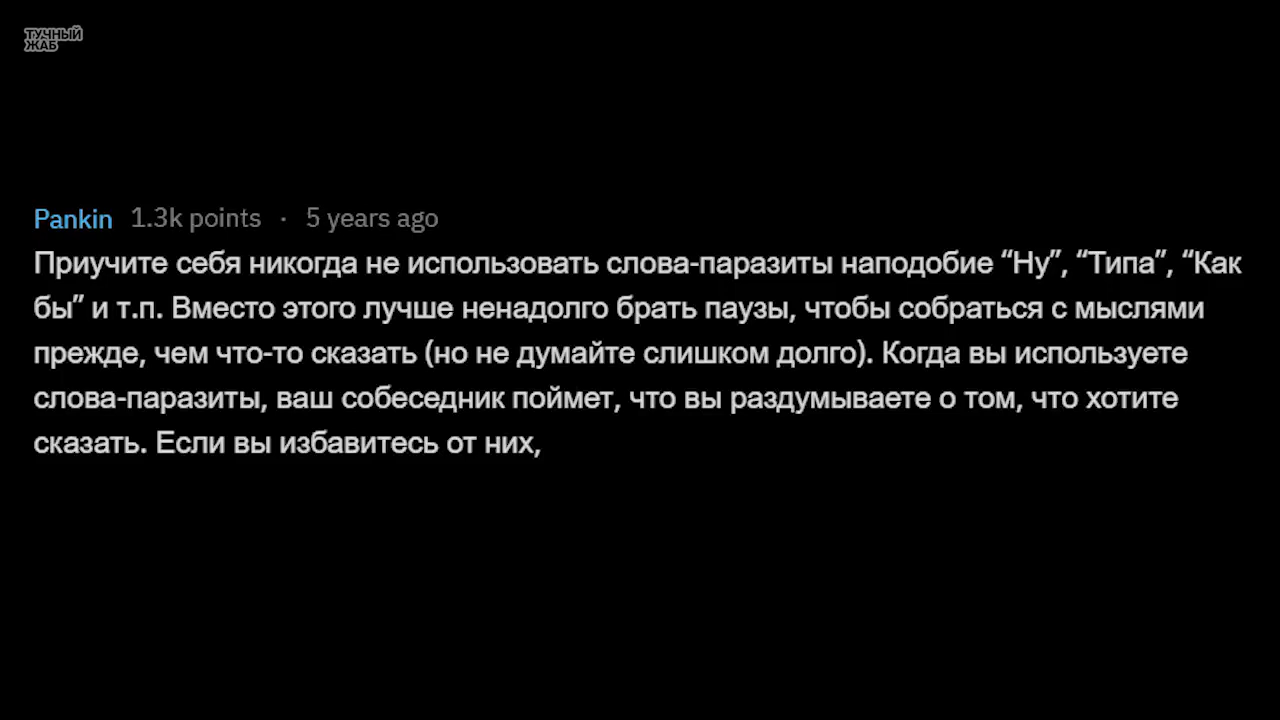 ТУЧНЫЙ
ЖАБ
Pankin 1.3k points · 5 years ago
Приучите себя никогда не использовать слова-паразиты наподобие “Ну”, “Типа”, “Как
бы” и т.п. Вместо этого лучше ненадолго брать паузы, чтобы собраться с мыслями
прежде, чем что-то сказать (но не думайте слишком долго). Когда вы используете
слова-паразиты, ваш собеседник поймет, что вы раздумываете о том, что хотите
сказать. Если вы избавитесь от них,